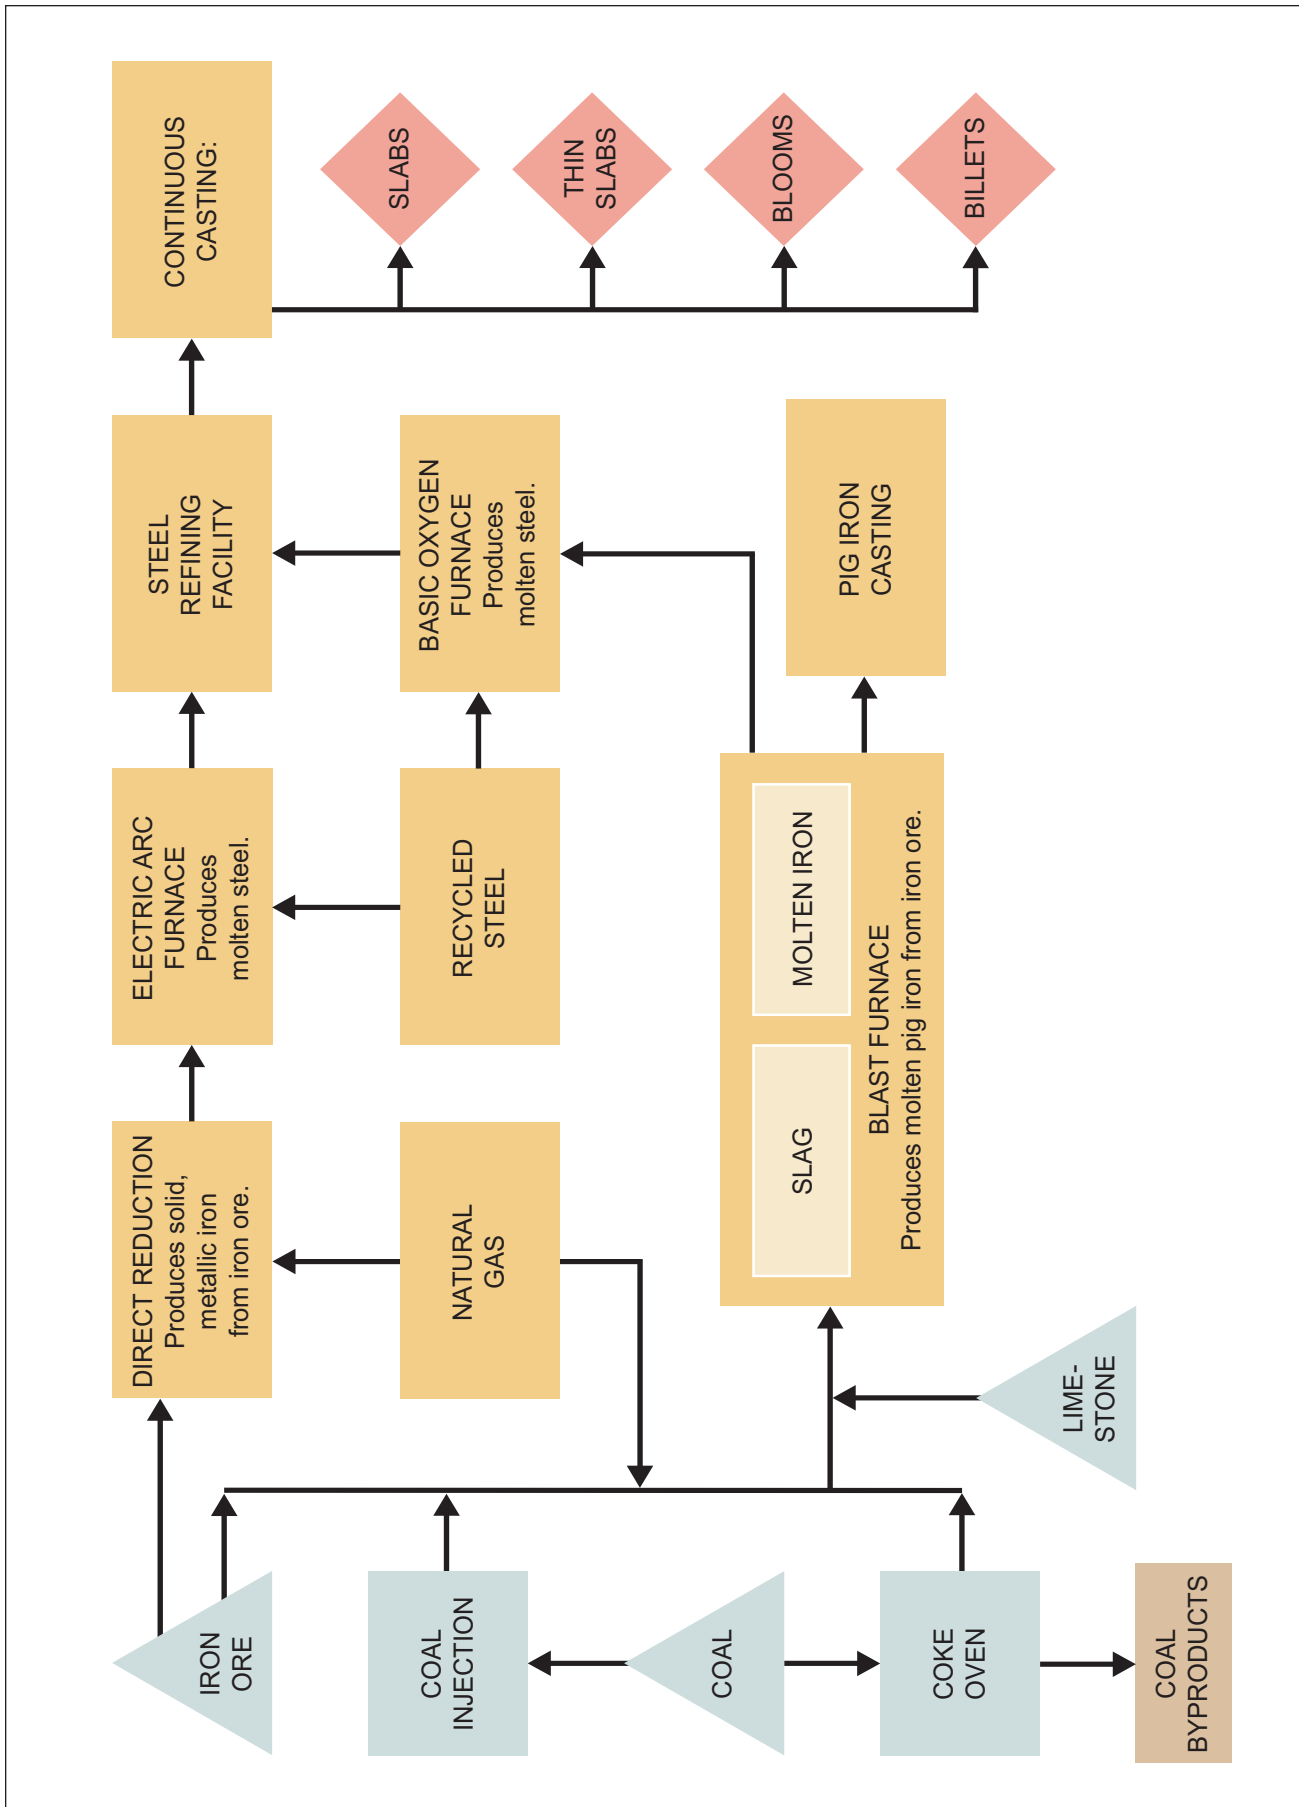 IRON
ORE
COAL
INJECTION
COAL
COKE
OVEN
COAL
BYPRODUCTS
DIRECT REDUCTION
Produces solid,
metallic iron
from iron ore.
NATURAL
GAS
LIME-
STONE
ELECTRIC ARC
FURNACE
Produces
molten steel.
RECYCLED
STEEL
SLAG
MOLTEN IRON
BLAST FURNACE
Produces molten pig iron from iron ore.
STEEL
REFINING
FACILITY
BASIC OXYGEN
FURNACE
Produces
molten steel.
PIG IRON
CASTING
CONTINUOUS
CASTING:
SLABS
THIN
SLABS
BLOOMS
BILLETS